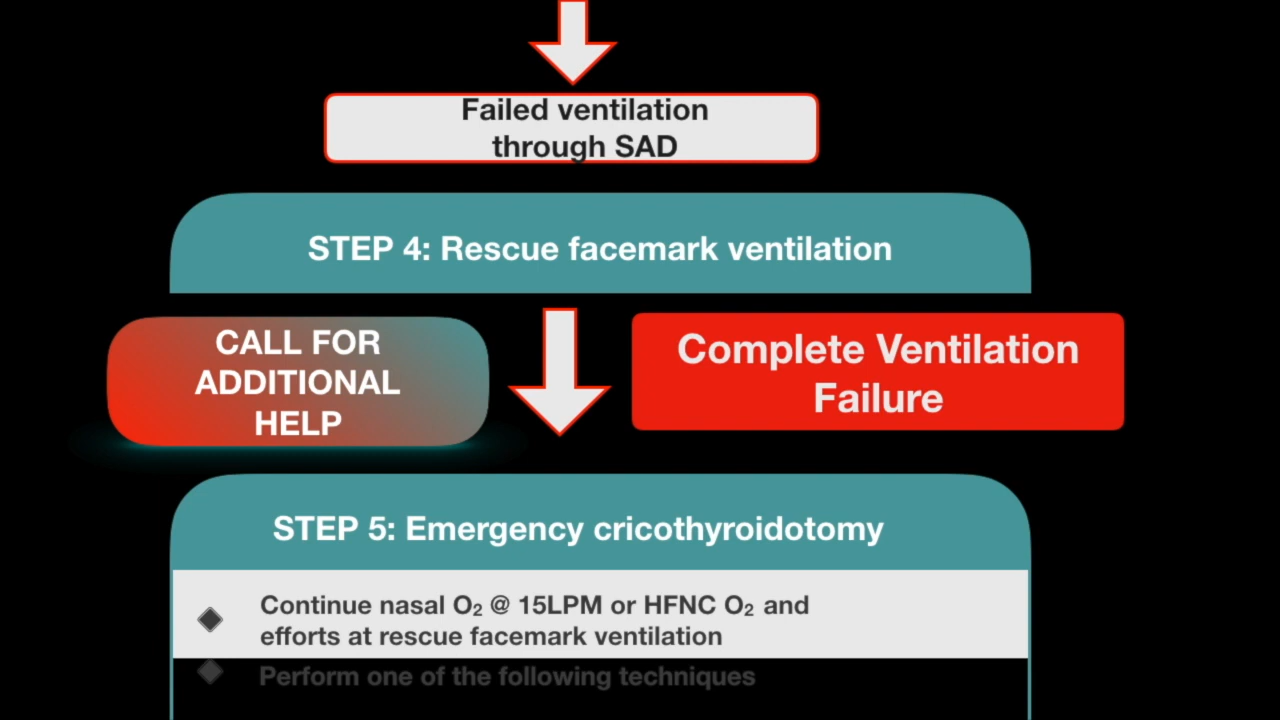 Failed ventilation
through SAD
STEP 4: Rescue facemark ventilation
CALL FOR
ADDITIONAL
HELP
Complete Ventilation
Failure
STEP 5: Emergency cricothyroidotomy
Continue nasal O₂ @ 15LPM or HFNC O₂ and
efforts at rescue facemark ventilation
Perform one of the following techniques